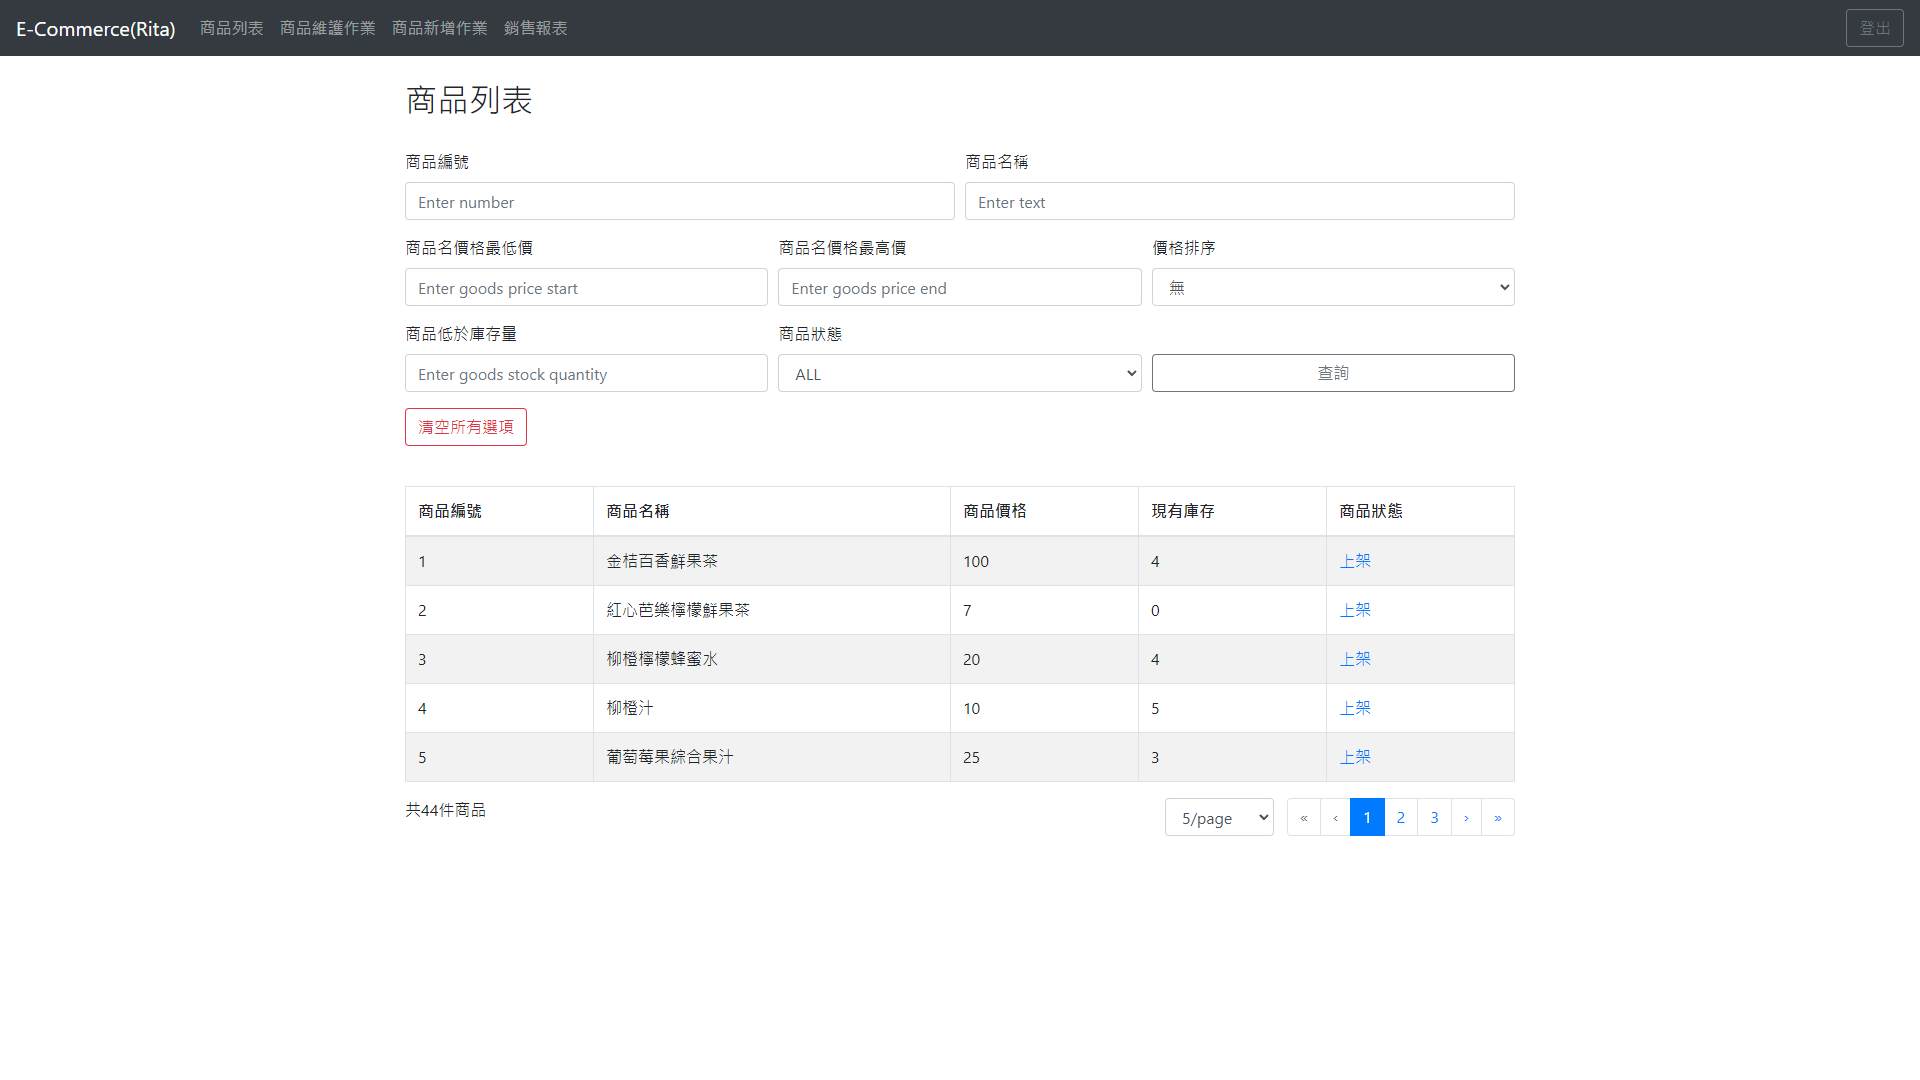 E-Commerce(Rita) 商品列表 商品維護作業 商品新增作業 銷售報表 登出
商品列表
商品編號 商品名稱
Enter number Enter text
商品名價格最低價 商品名價格最高價 價格排序
Enter goods price start Enter goods price end 無
商品低於庫存量 商品狀態
Enter goods stock quantity ALL 查詢
清空所有選項
商品編號 商品名稱 商品價格 現有庫存 商品狀態
1 金桔百香鮮果茶 100 4 上架
2 紅心芭樂檸檬鮮果茶 7 0 上架
3 柳橙檸檬蜂蜜水 20 4 上架
4 柳橙汁 10 5 上架
5 葡萄莓果綜合果汁 25 3 上架
共44件商品 5/page « ‹ 1 2 3 › »